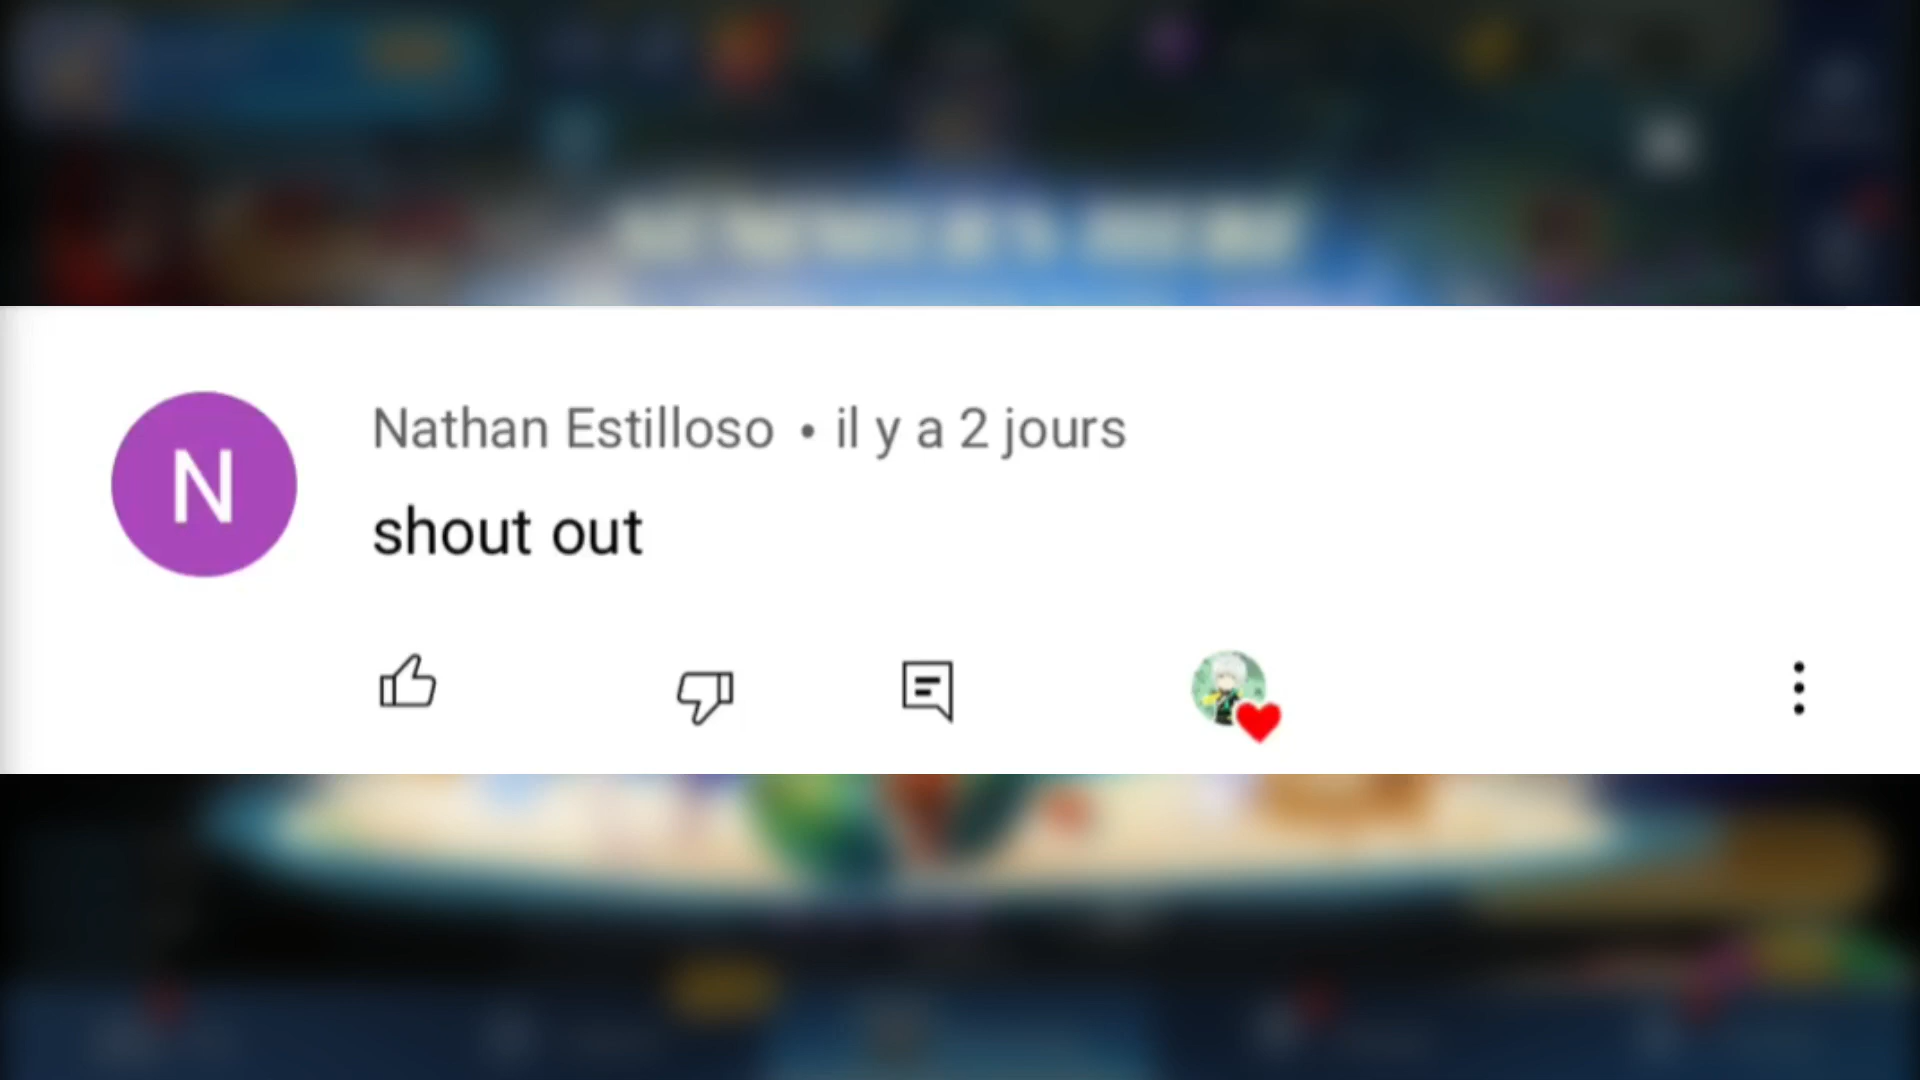 N
Nathan Estilloso • il y a 2 jours
shout out